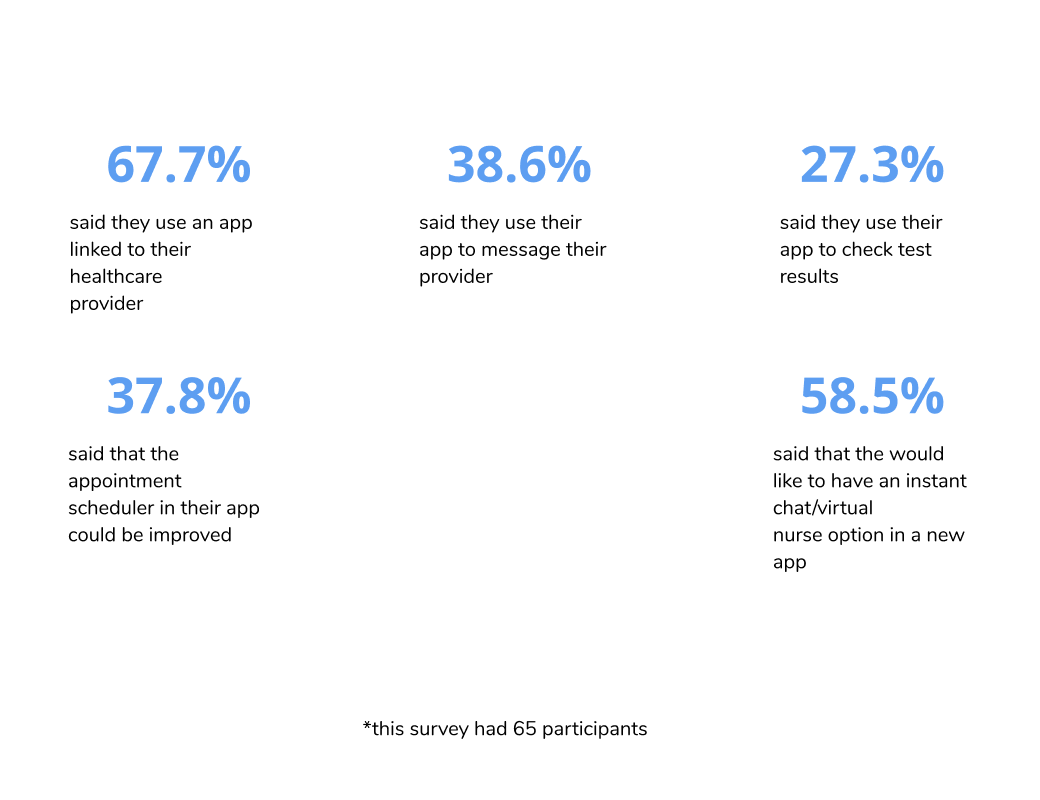 67.7%
said they use an app
linked to their
healthcare
provider
38.6%
said they use their
app to message their
provider
27.3%
said they use their
app to check test
results
37.8%
said that the
appointment
scheduler in their app
could be improved
58.5%
said that the would
like to have an instant
chat/virtual
nurse option in a new
app
*this survey had 65 participants